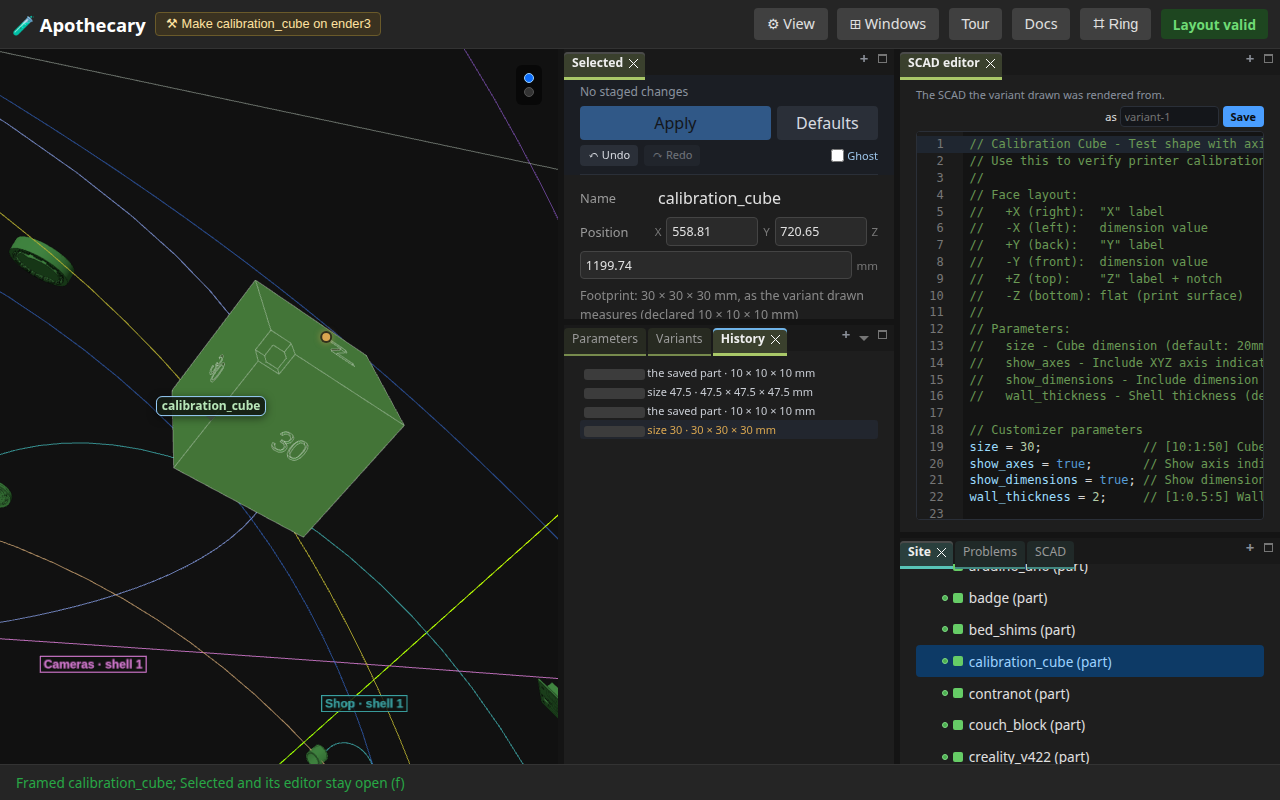 Apothecary
⚒ Make calibration_cube on ender3
⚙ View
⊞ Windows
Tour
Docs
⌗ Ring
Layout valid
calibration_cube
30
Z
Cameras · shell 1
Shop · shell 1
Selected
No staged changes
Apply
Defaults
↶ Undo
↷ Redo
Ghost
Name calibration_cube
Position X 558.81 Y 720.65 Z
1199.74 mm
Footprint: 30 × 30 × 30 mm, as the variant drawn
measures (declared 10 × 10 × 10 mm)
Parameters
Variants
History
the saved part · 10 × 10 × 10 mm
size 47.5 · 47.5 × 47.5 × 47.5 mm
the saved part · 10 × 10 × 10 mm
size 30 · 30 × 30 × 30 mm
SCAD editor
The SCAD the variant drawn was rendered from.
as variant-1 Save
1 // Calibration Cube - Test shape with axi
2 // Use this to verify printer calibration
3 //
4 // Face layout:
5 //   +X (right):  "X" label
6 //   -X (left):   dimension value
7 //   +Y (back):   "Y" label
8 //   -Y (front):  dimension value
9 //   +Z (top):    "Z" label + notch
10 //   -Z (bottom): flat (print surface)
11 //
12 // Parameters:
13 //   size - Cube dimension (default: 20mm
14 //   show_axes - Include XYZ axis indicat
15 //   show_dimensions - Include dimension
16 //   wall_thickness - Shell thickness (de
17
18 // Customizer parameters
19 size = 30;              // [10:1:50] Cube
20 show_axes = true;       // Show axis indi
21 show_dimensions = true; // Show dimension
22 wall_thickness = 2;     // [1:0.5:5] Wall
23
Site
Problems
SCAD
arduino_uno (part)
badge (part)
bed_shims (part)
calibration_cube (part)
contranot (part)
couch_block (part)
creality_v422 (part)
Framed calibration_cube; Selected and its editor stay open (f)